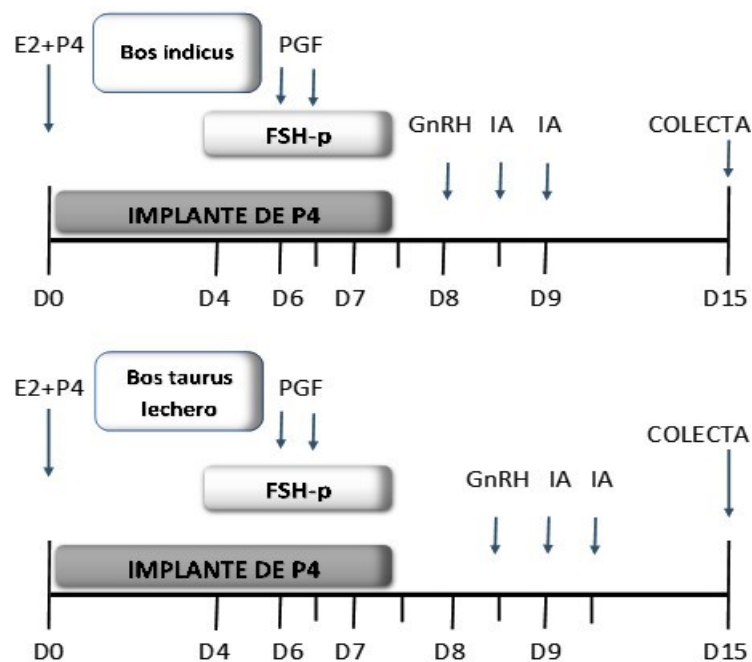 E2+P4
Bos indicus
PGF
FSH-p
GnRH IA IA
COLECTA
IMPLANTE DE P4
D0 D4 D6 D7 D8 D9 D15
E2+P4
Bos taurus
lechero
PGF
COLECTA
FSH-p
GnRH IA IA
IMPLANTE DE P4
D0 D4 D6 D7 D8 D9 D15